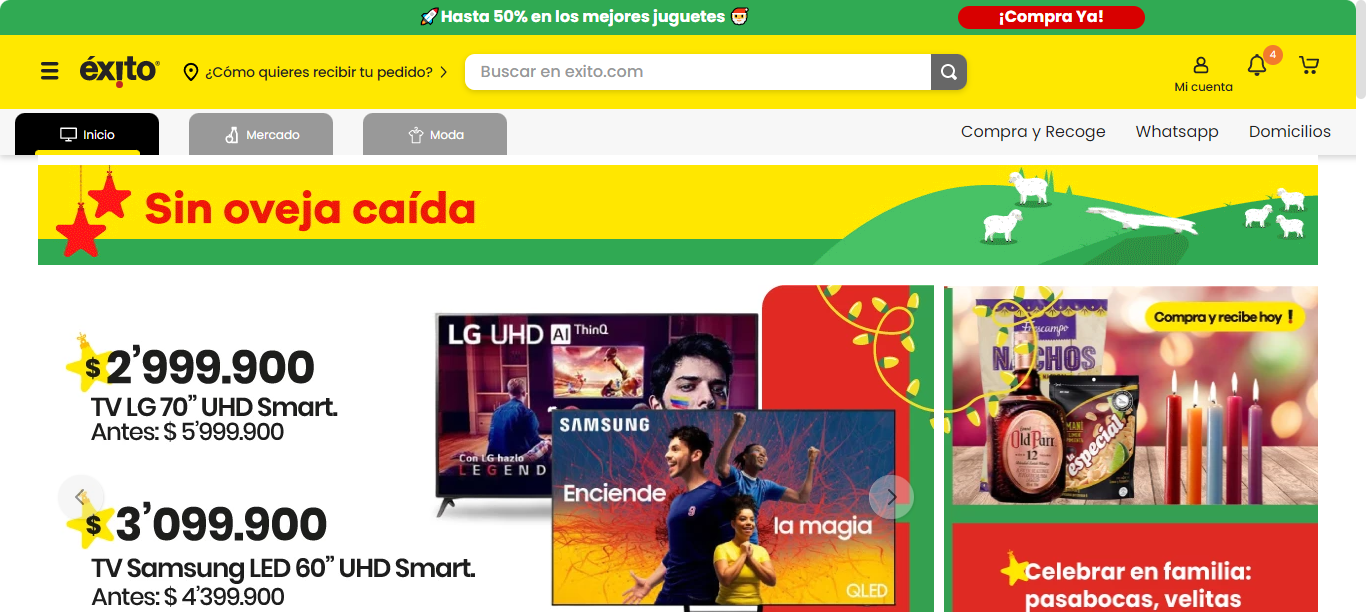 Hasta 50% en los mejores juguetes
¡Compra Ya!
éxito
¿Cómo quieres recibir tu pedido?
Buscar en exito.com
4
Mi cuenta
Inicio
Mercado
Moda
Compra y Recoge
Whatsapp
Domicilios
Sin oveja caída
$ 2’999.900
TV LG 70” UHD Smart.
Antes: $ 5’999.900
$ 3’099.900
TV Samsung LED 60” UHD Smart.
Antes: $ 4’399.900
LG UHD AI ThinQ
Con LG hazlo
LEGEND
SAMSUNG
Enciende
la magia
QLED
Compra y recibe hoy !
NACHOS
Old Parr
12
MANI
la especial
Celebrar en familia:
pasabocas, velitas